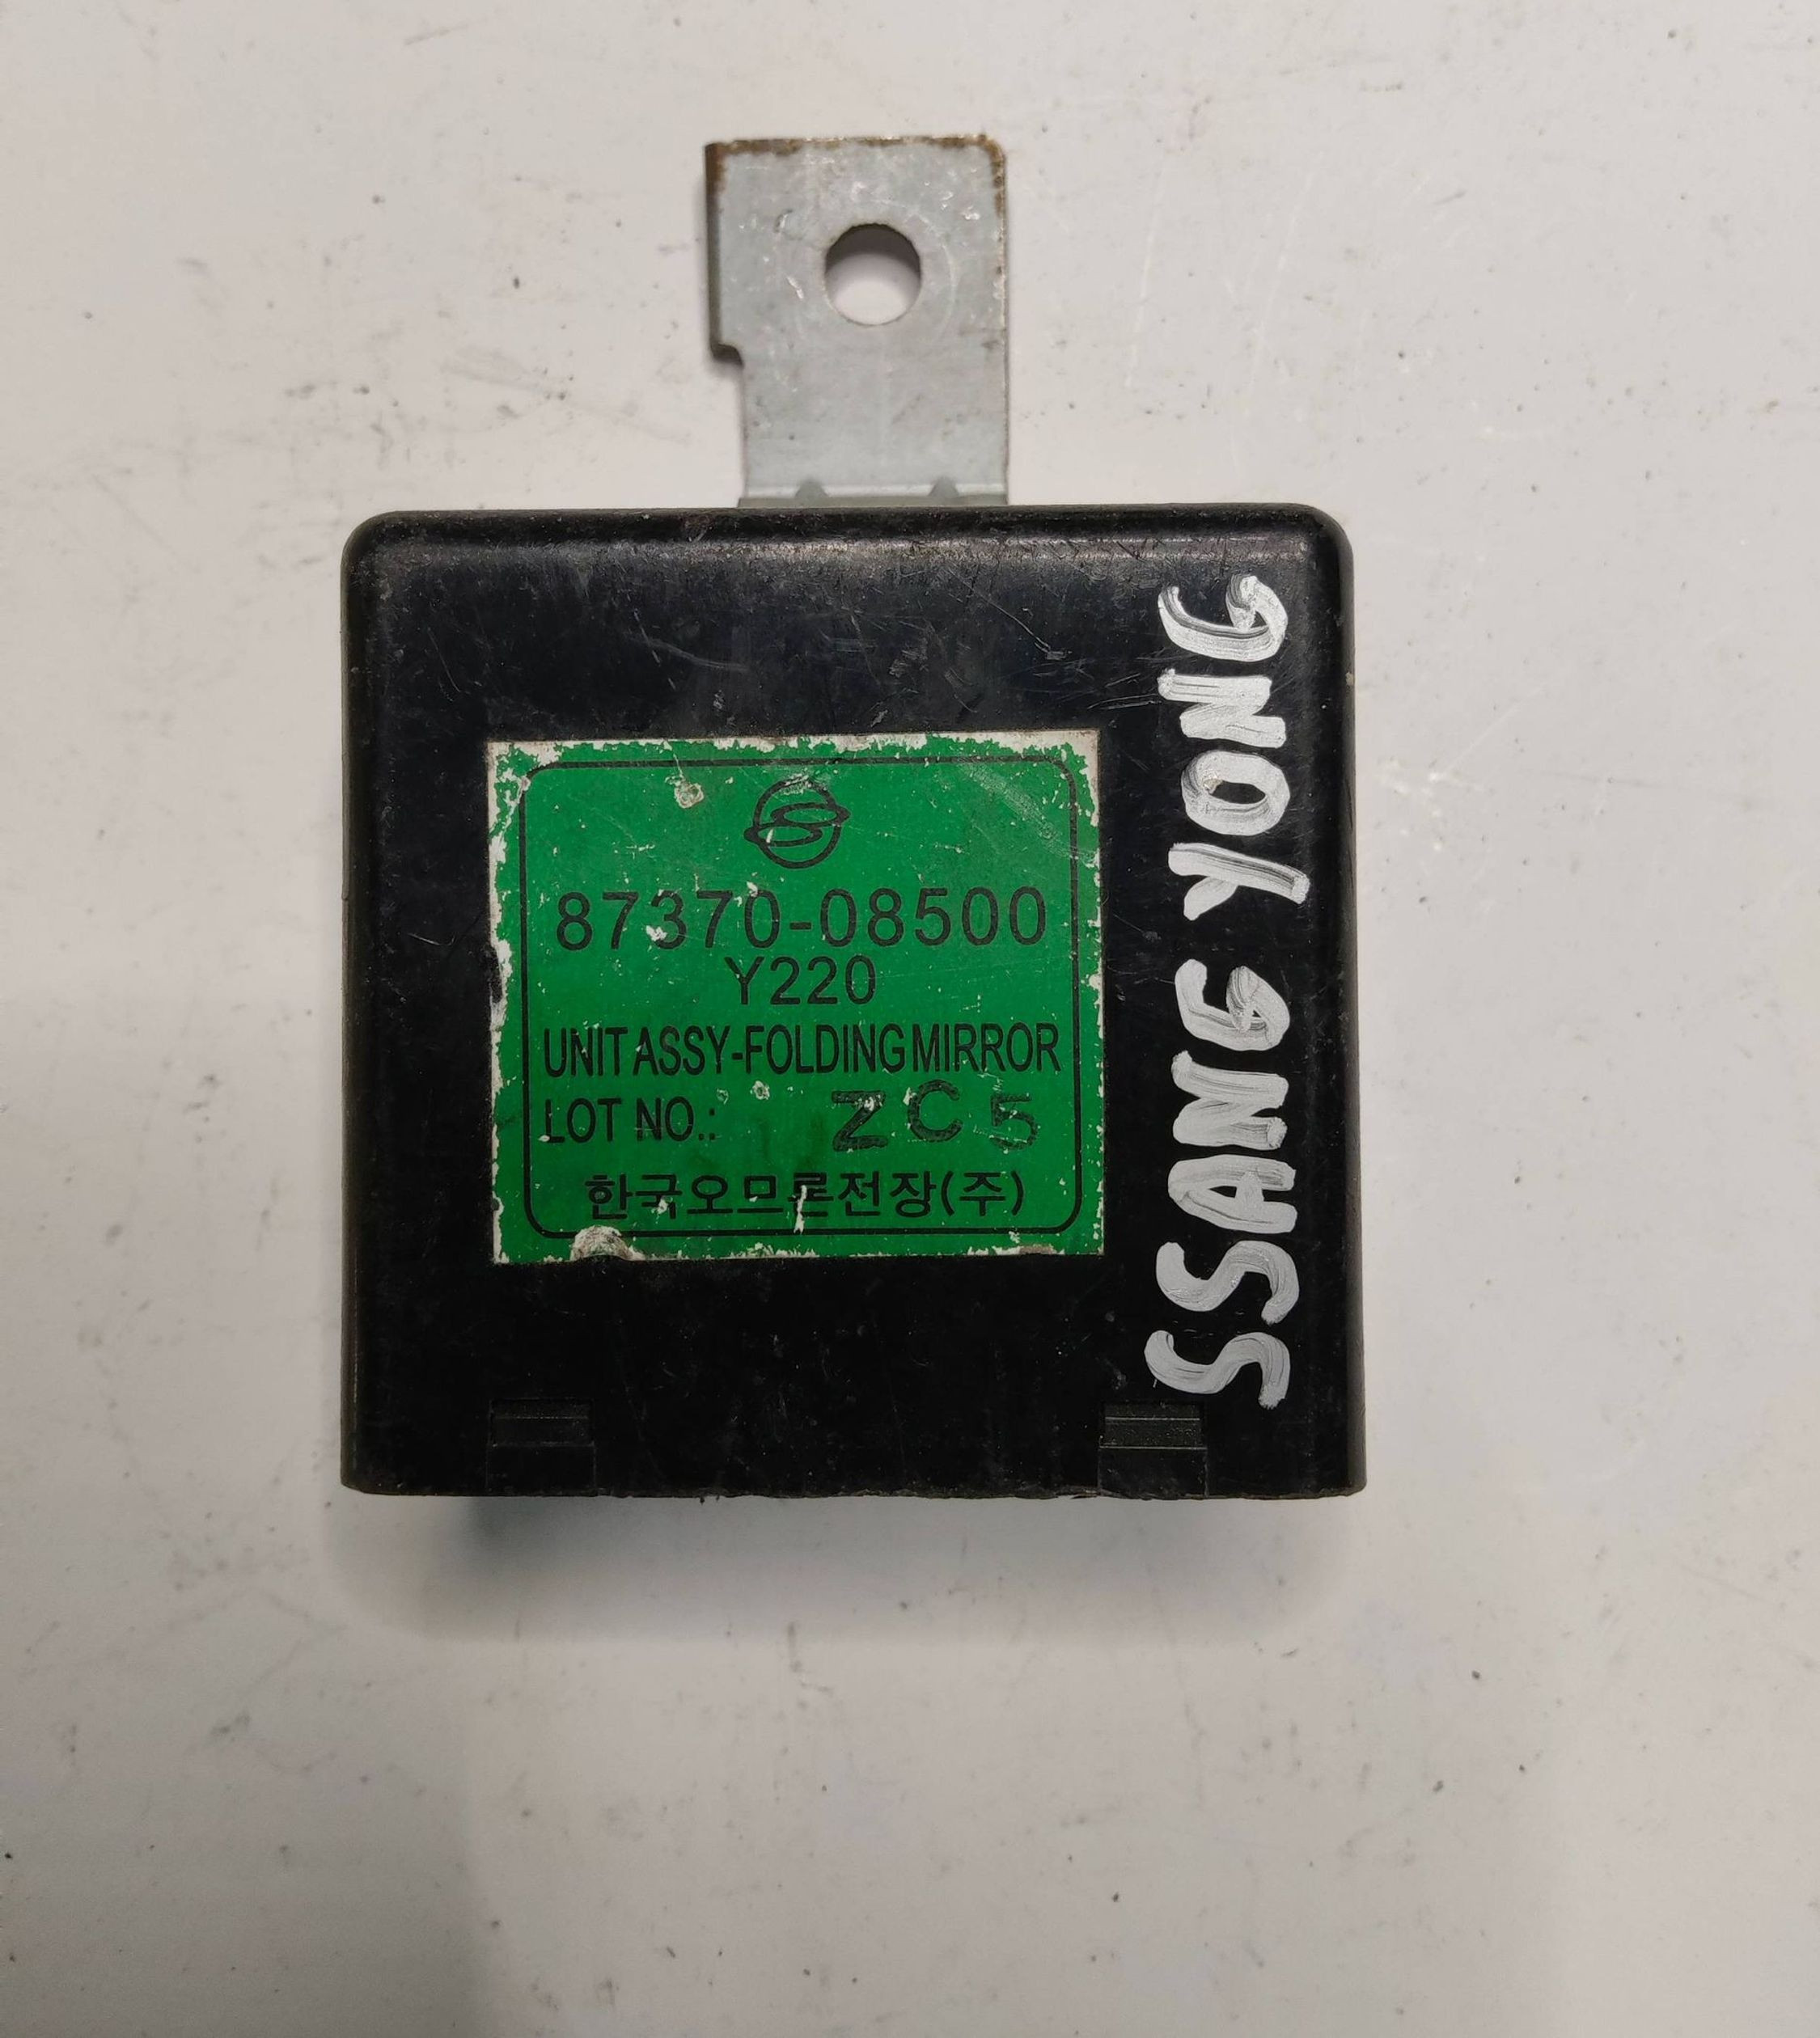 87370-08500
Y220
UNIT ASSY-FOLDING MIRROR
LOT NO.: ZC5
한국오므론전장(주)
SSANG YONG